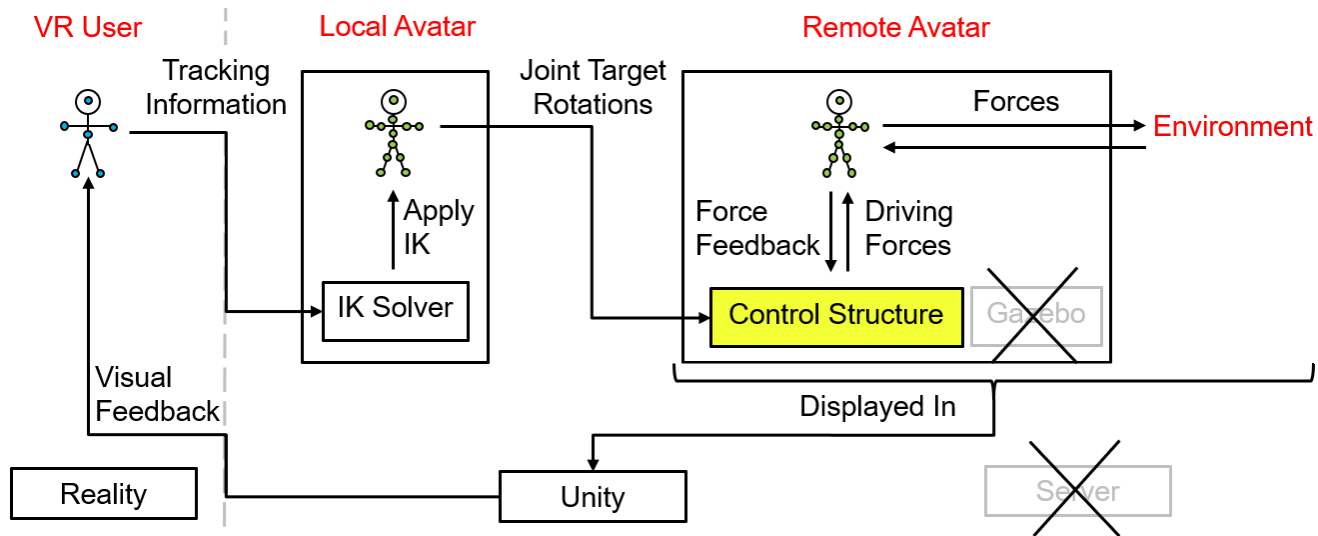 VR User
Local Avatar
Remote Avatar
Tracking
Information
Joint Target
Rotations
Forces
Environment
Apply
IK
Force
Feedback
Driving
Forces
IK Solver
Control Structure
Gazebo
Visual
Feedback
Displayed In
Reality
Unity
Server